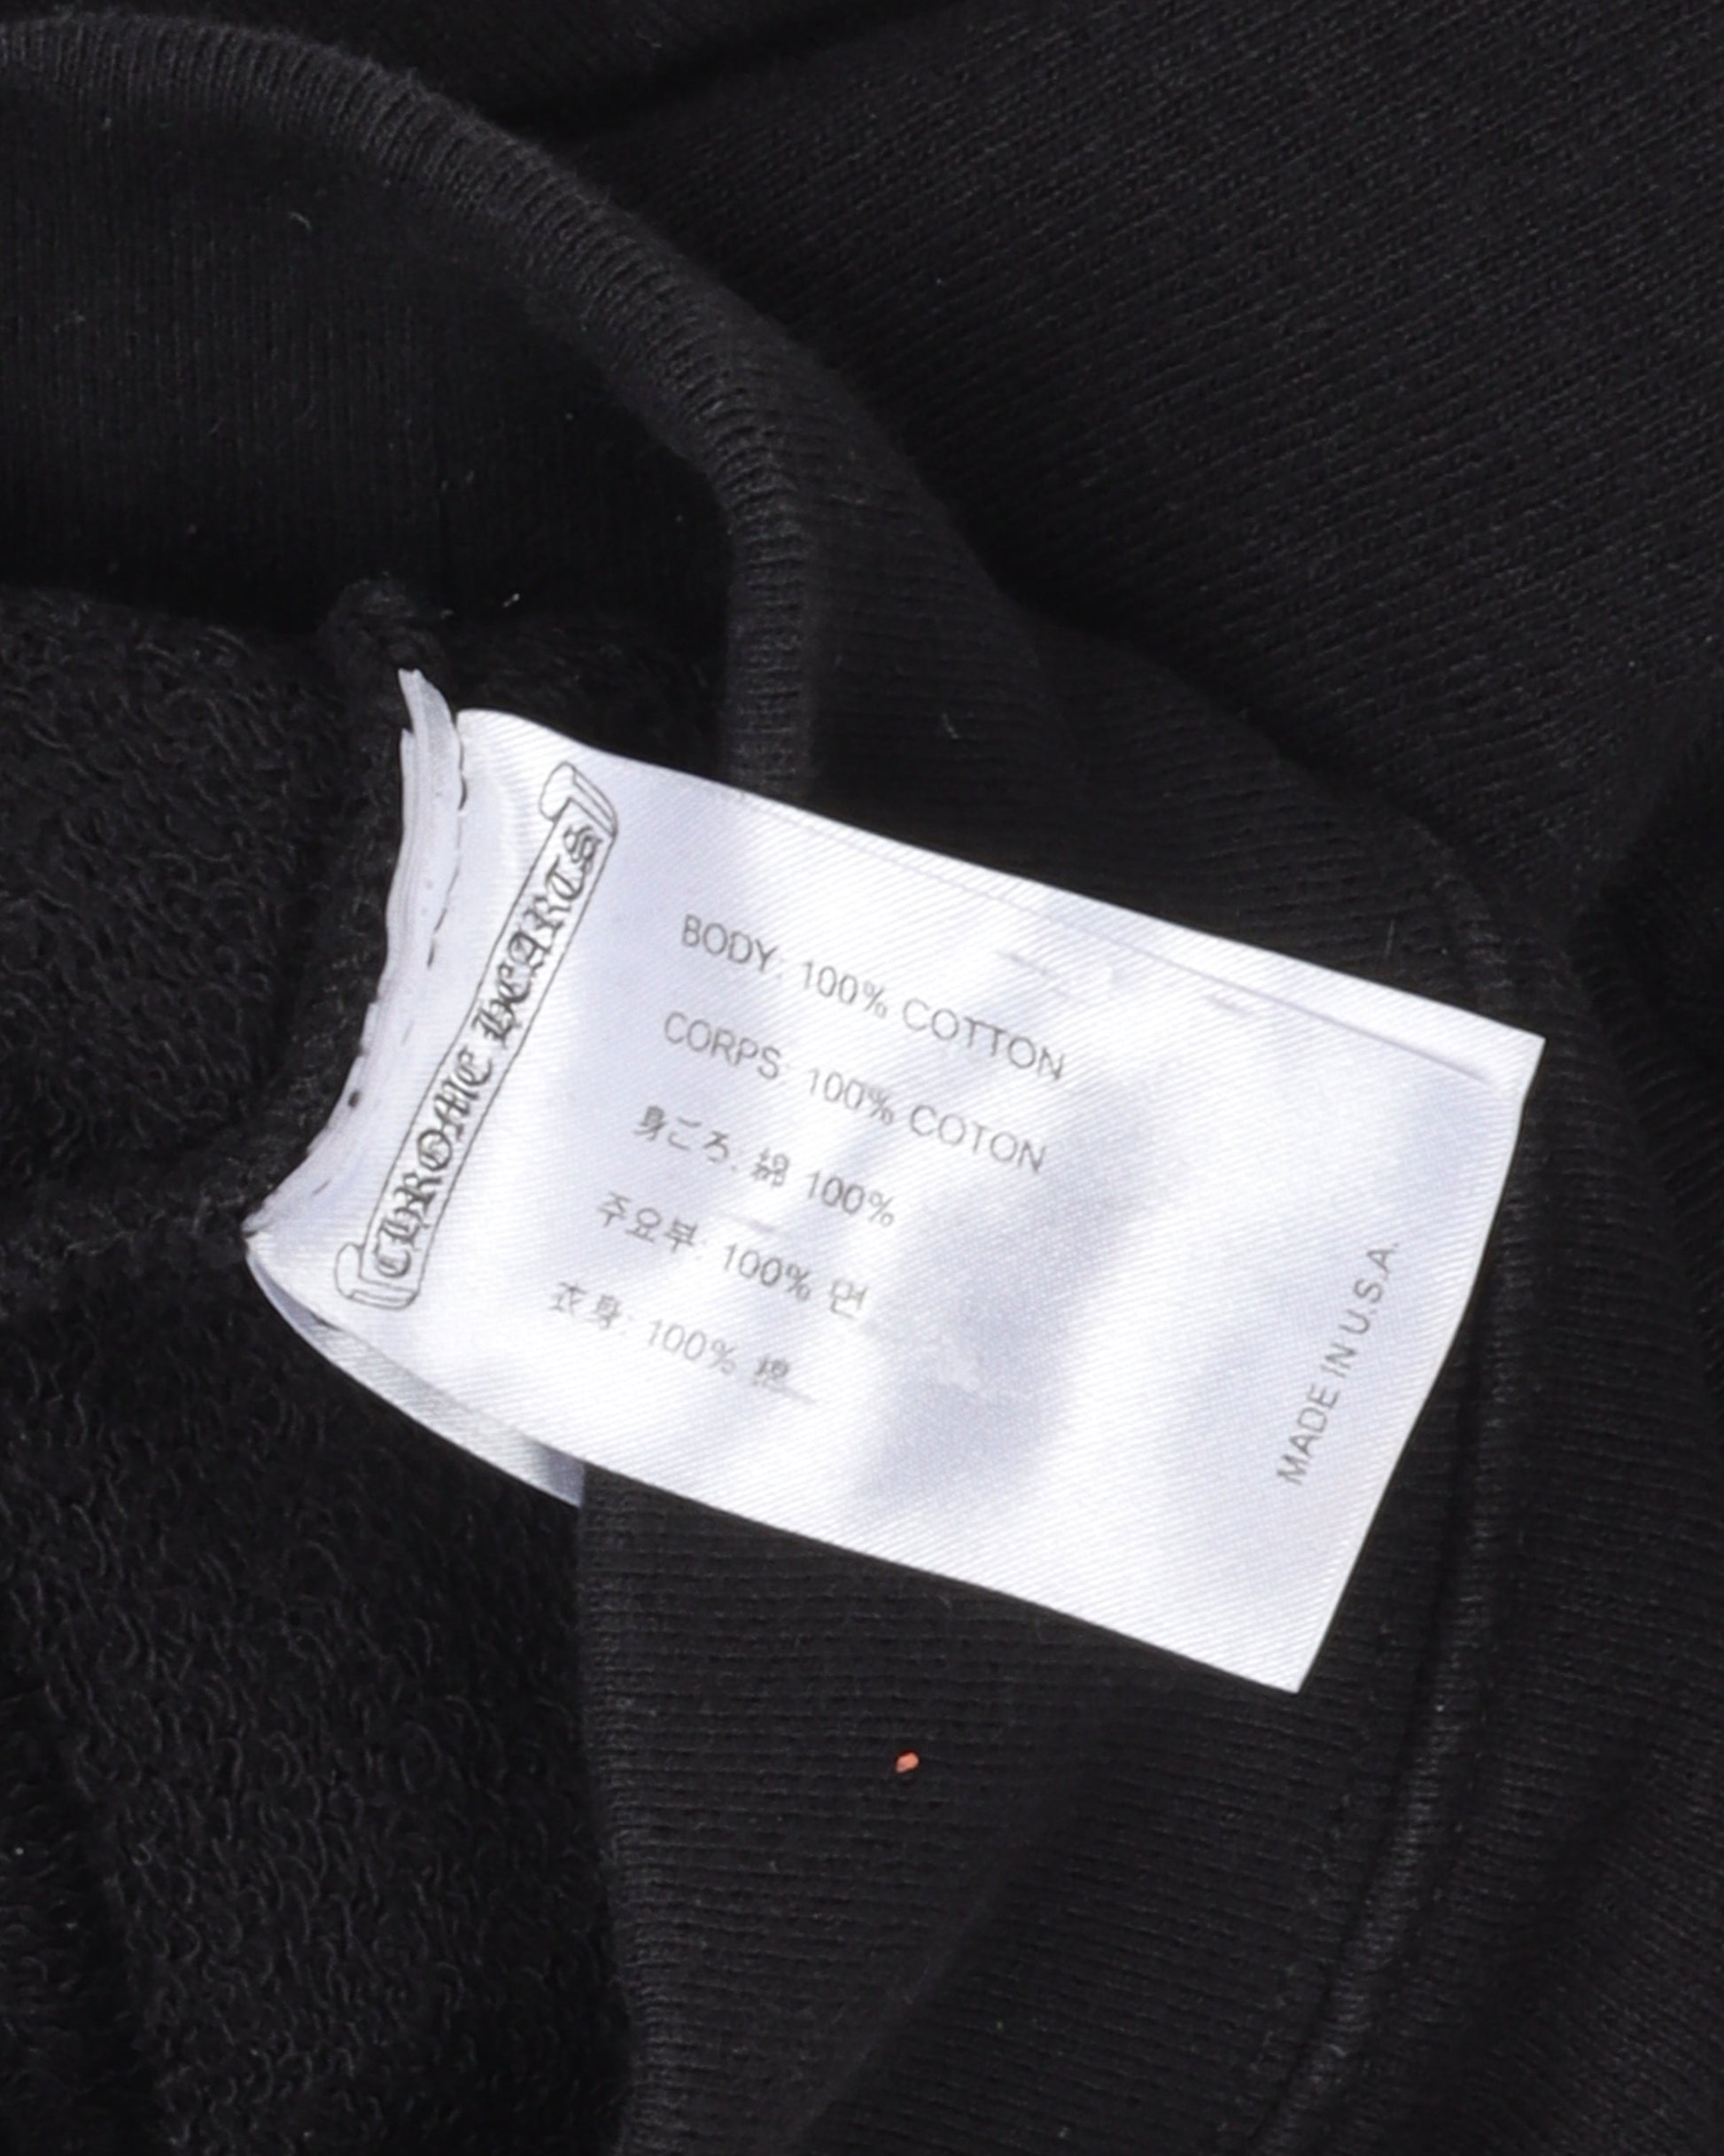 CHROME HEARTS
BODY: 100% COTTON
CORPS: 100% COTON
身ごろ: 綿 100%
주요부: 100% 면
衣身: 100% 棉
MADE IN U.S.A.